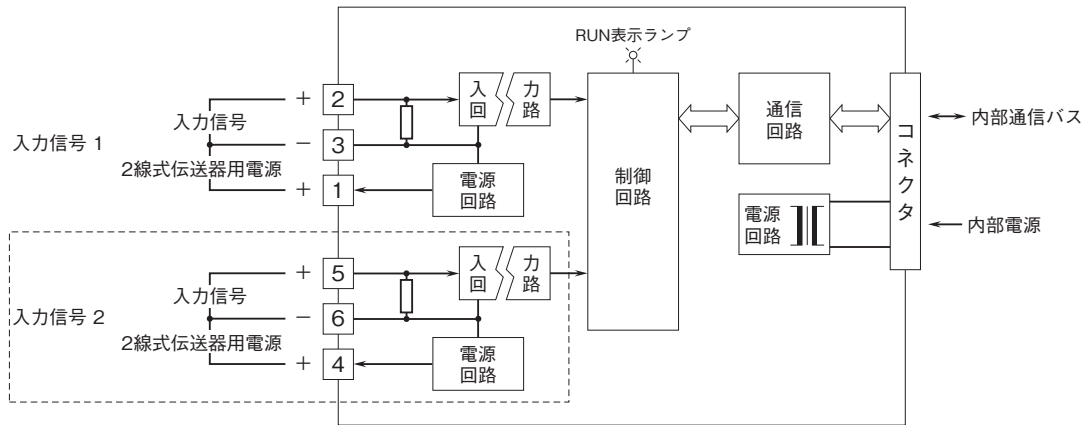 RUN表示ランプ
入力信号 1
+ 2
入力信号
- 3
2線式伝送器用電源
+ 1
入力
回路
電源
回路
制御
回路
通信
回路
コネクタ
内部通信バス
電源
回路
内部電源
入力信号 2
+ 5
入力信号
- 6
2線式伝送器用電源
+ 4
入力
回路
電源
回路